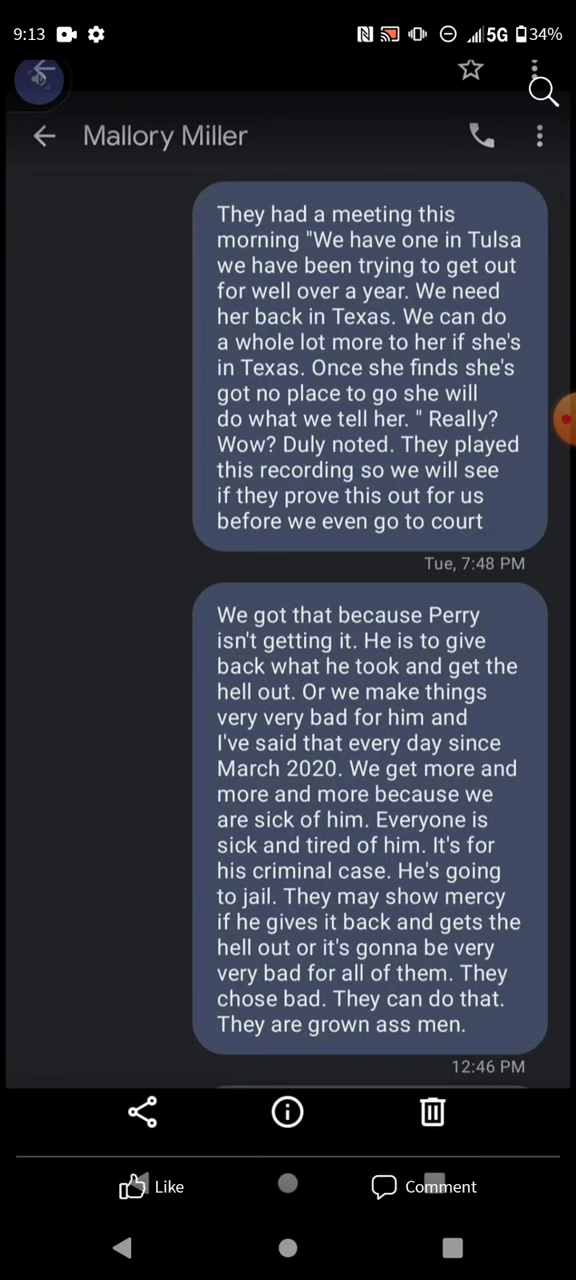 9:13 5G 34%
Mallory Miller
They had a meeting this
morning "We have one in Tulsa
we have been trying to get out
for well over a year. We need
her back in Texas. We can do
a whole lot more to her if she's
in Texas. Once she finds she's
got no place to go she will
do what we tell her. " Really?
Wow? Duly noted. They played
this recording so we will see
if they prove this out for us
before we even go to court
Tue, 7:48 PM
We got that because Perry
isn't getting it. He is to give
back what he took and get the
hell out. Or we make things
very very bad for him and
I've said that every day since
March 2020. We get more and
more and more because we
are sick of him. Everyone is
sick and tired of him. It's for
his criminal case. He's going
to jail. They may show mercy
if he gives it back and gets the
hell out or it's gonna be very
very bad for all of them. They
chose bad. They can do that.
They are grown ass men.
12:46 PM
Like Comment